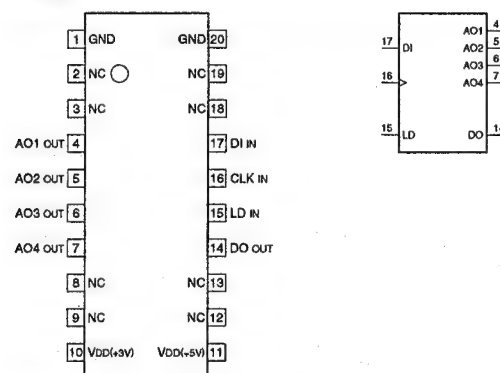 1 GND GND 20
2 NC NC 19
3 NC NC 18
AO1 OUT 4 17 DI IN
AO2 OUT 5 16 CLK IN
AO3 OUT 6 15 LD IN
AO4 OUT 7 14 DO OUT
8 NC NC 13
9 NC NC 12
10 VDD(+3V) VDD(+5V) 11
AO1 4
17 DI AO2 5
AO3 6
16 AO4 7
15 LD DO